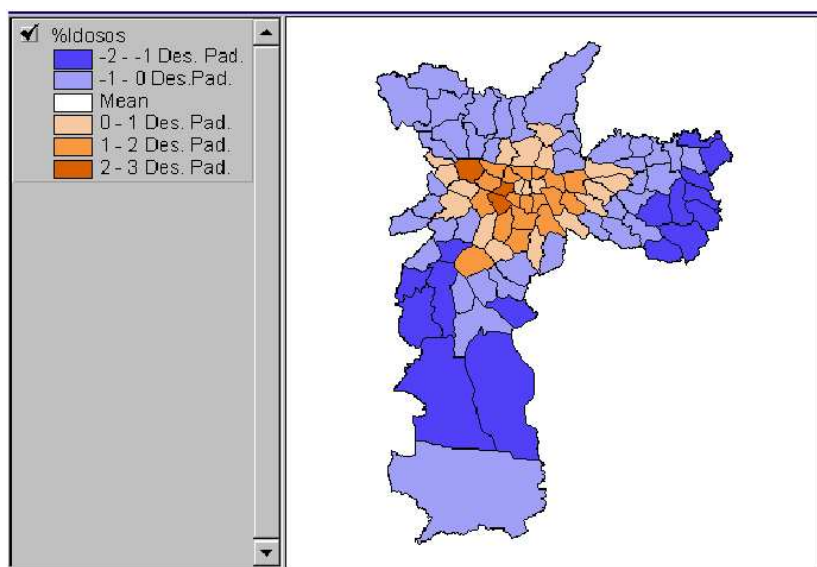 %Idosos
-2 - -1 Des. Pad.
-1 - 0 Des.Pad.
Mean
0 - 1 Des. Pad.
1 - 2 Des. Pad.
2 - 3 Des. Pad.